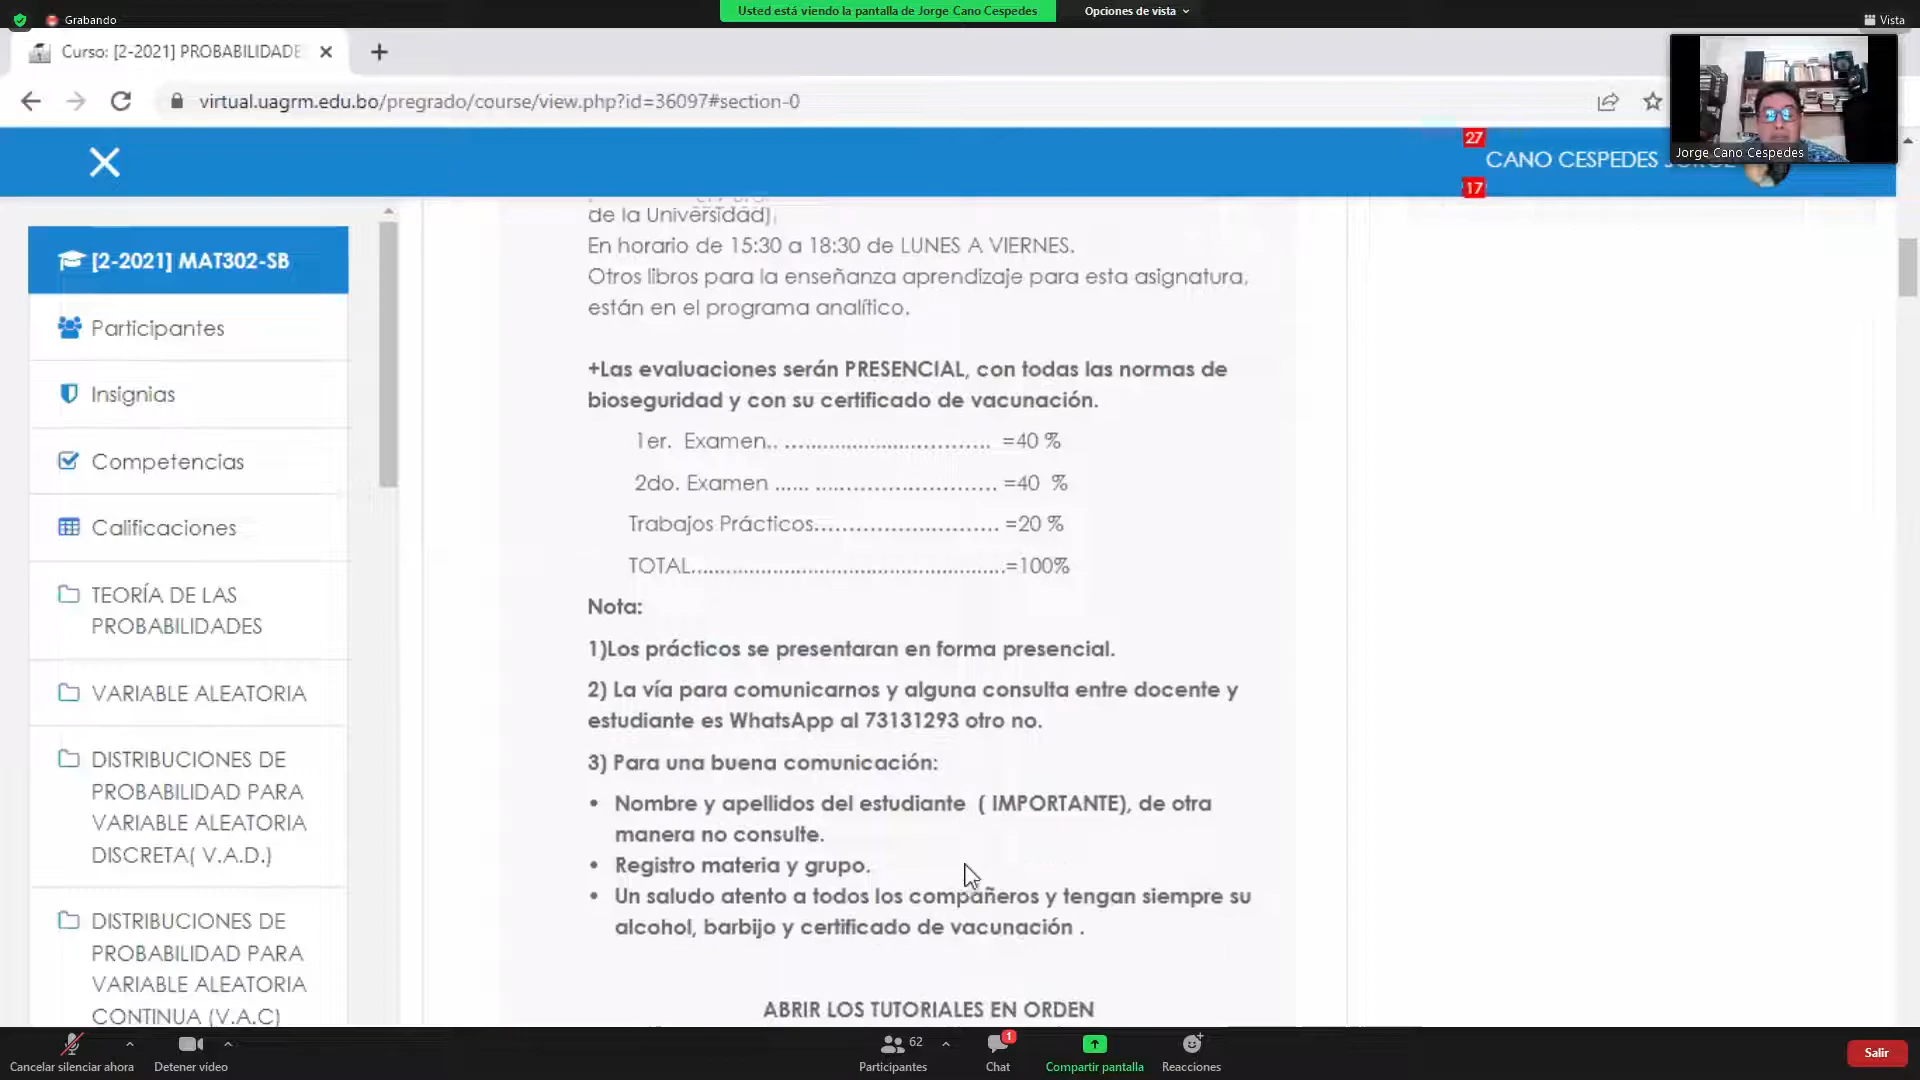 Grabando
Usted está viendo la pantalla de Jorge Cano Cespedes
Opciones de vista
Vista
Curso: [2-2021] PROBABILIDADE
virtual.uagrm.edu.bo/pregrado/course/view.php?id=36097#section-0
Jorge Cano Cespedes
27
CANO CESPEDES
17
[2-2021] MAT302-SB
Participantes
Insignias
Competencias
Calificaciones
TEORÍA DE LAS
PROBABILIDADES
VARIABLE ALEATORIA
DISTRIBUCIONES DE
PROBABILIDAD PARA
VARIABLE ALEATORIA
DISCRETA( V.A.D.)
DISTRIBUCIONES DE
PROBABILIDAD PARA
VARIABLE ALEATORIA
CONTINUA (V.A.C)
de la Universidad),
En horario de 15:30 a 18:30 de LUNES A VIERNES.
Otros libros para la enseñanza aprendizaje para esta asignatura,
están en el programa analítico.
+Las evaluaciones serán PRESENCIAL, con todas las normas de
bioseguridad y con su certificado de vacunación.
1er. Examen.. ................................... =40 %
2do. Examen ...... .............................. =40 %
Trabajos Prácticos.............................. =20 %
TOTAL...................................................=100%
Nota:
1)Los prácticos se presentaran en forma presencial.
2) La vía para comunicarnos y alguna consulta entre docente y
estudiante es WhatsApp al 73131293 otro no.
3) Para una buena comunicación:
• Nombre y apellidos del estudiante ( IMPORTANTE), de otra
manera no consulte.
• Registro materia y grupo.
• Un saludo atento a todos los compañeros y tengan siempre su
alcohol, barbijo y certificado de vacunación .
ABRIR LOS TUTORIALES EN ORDEN
Cancelar silenciar ahora
Detener video
62
Participantes
1
Chat
Compartir pantalla
Reacciones
Salir